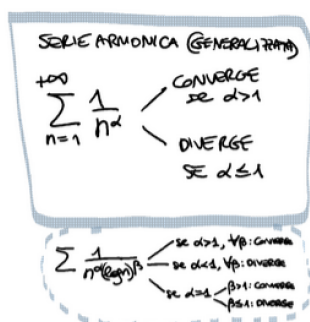 SERIE ARMONICA (GENERALIZZATA)
+∞
∑ 1/n^α
n=1
CONVERGE
se α>1
DIVERGE
SE α≤1
∑ 1/n^α(logn)^β
se α>1, ∀β: CONVERGE
se α<1, ∀β: DIVERGE
se α=1
β>1: CONVERGE
β≤1: DIVERGE